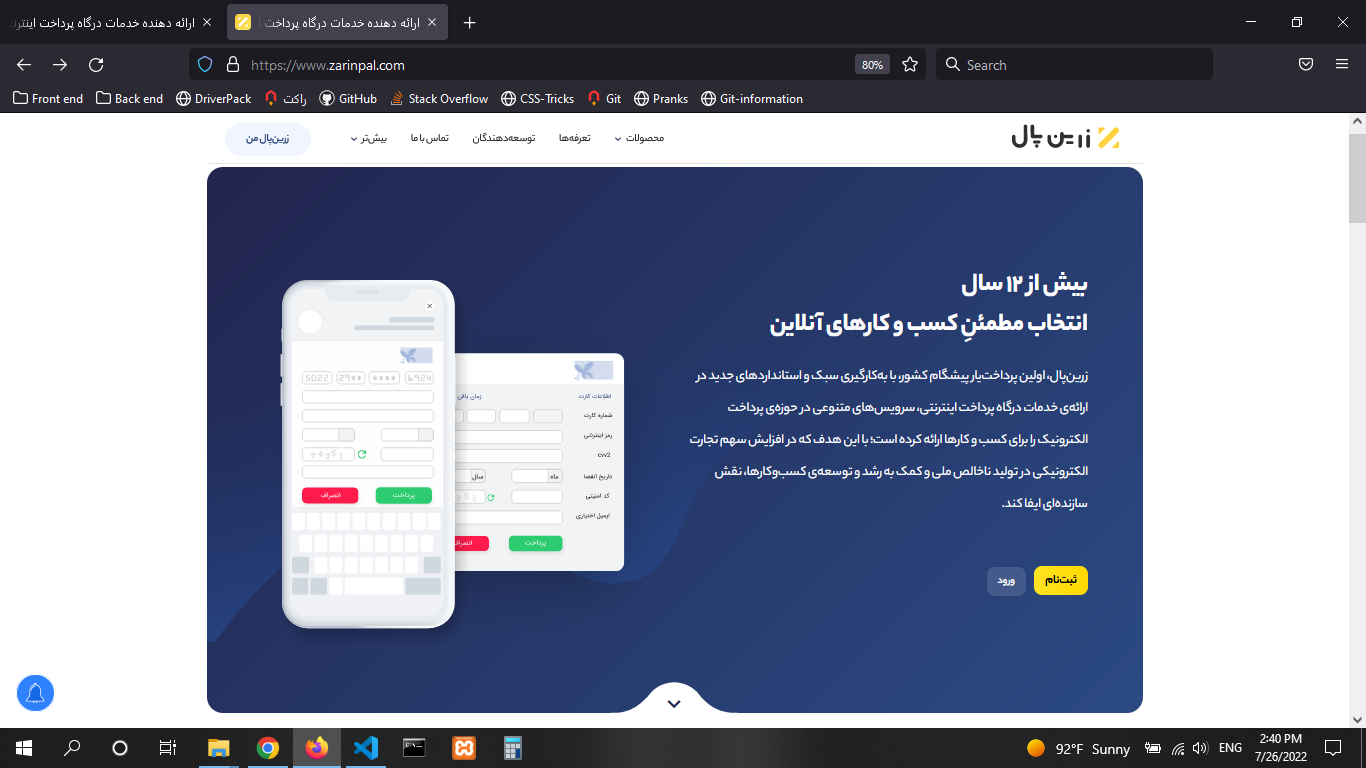 ارائه دهنده خدمات درگاه پرداخت اینترن
ارائه دهنده خدمات درگاه پرداخت ا
https://www.zarinpal.com
80%
Search
Front end
Back end
DriverPack
راکت
GitHub
Stack Overflow
CSS-Tricks
Git
Pranks
Git-information
زرین پال
محصولات
تعرفه‌ها
توسعه‌دهندگان
تماس با ما
بیش‌تر
زرین‌پال من
بیش از ۱۲ سال
انتخاب مطمئنِ کسب و کارهای آنلاین
زرین‌پال، اولین پرداخت‌یار پیشگام کشور، با به‌کارگیری سبک و استانداردهای جدید در
ارائه‌ی خدمات درگاه پرداخت اینترنتی، سرویس‌های متنوعی در حوزه‌ی پرداخت
الکترونیک را برای کسب و کارها ارائه کرده است؛ با این هدف که در افزایش سهم تجارت
الکترونیکی در تولید ناخالص ملی و کمک به رشد و توسعه‌ی کسب‌وکارها، نقش
سازنده‌ای ایفا کند.
ثبت‌نام
ورود
اطلاعات کارت
زمان باقی
شماره کارت
رمز اینترنتی
cvv2
تاریخ انقضا
ماه
سال
کد امنیتی
ایمیل اختیاری
پرداخت
انصراف
5022 29** **** 6924
74351
پرداخت
انصراف
92°F Sunny
ENG
2:40 PM
7/26/2022